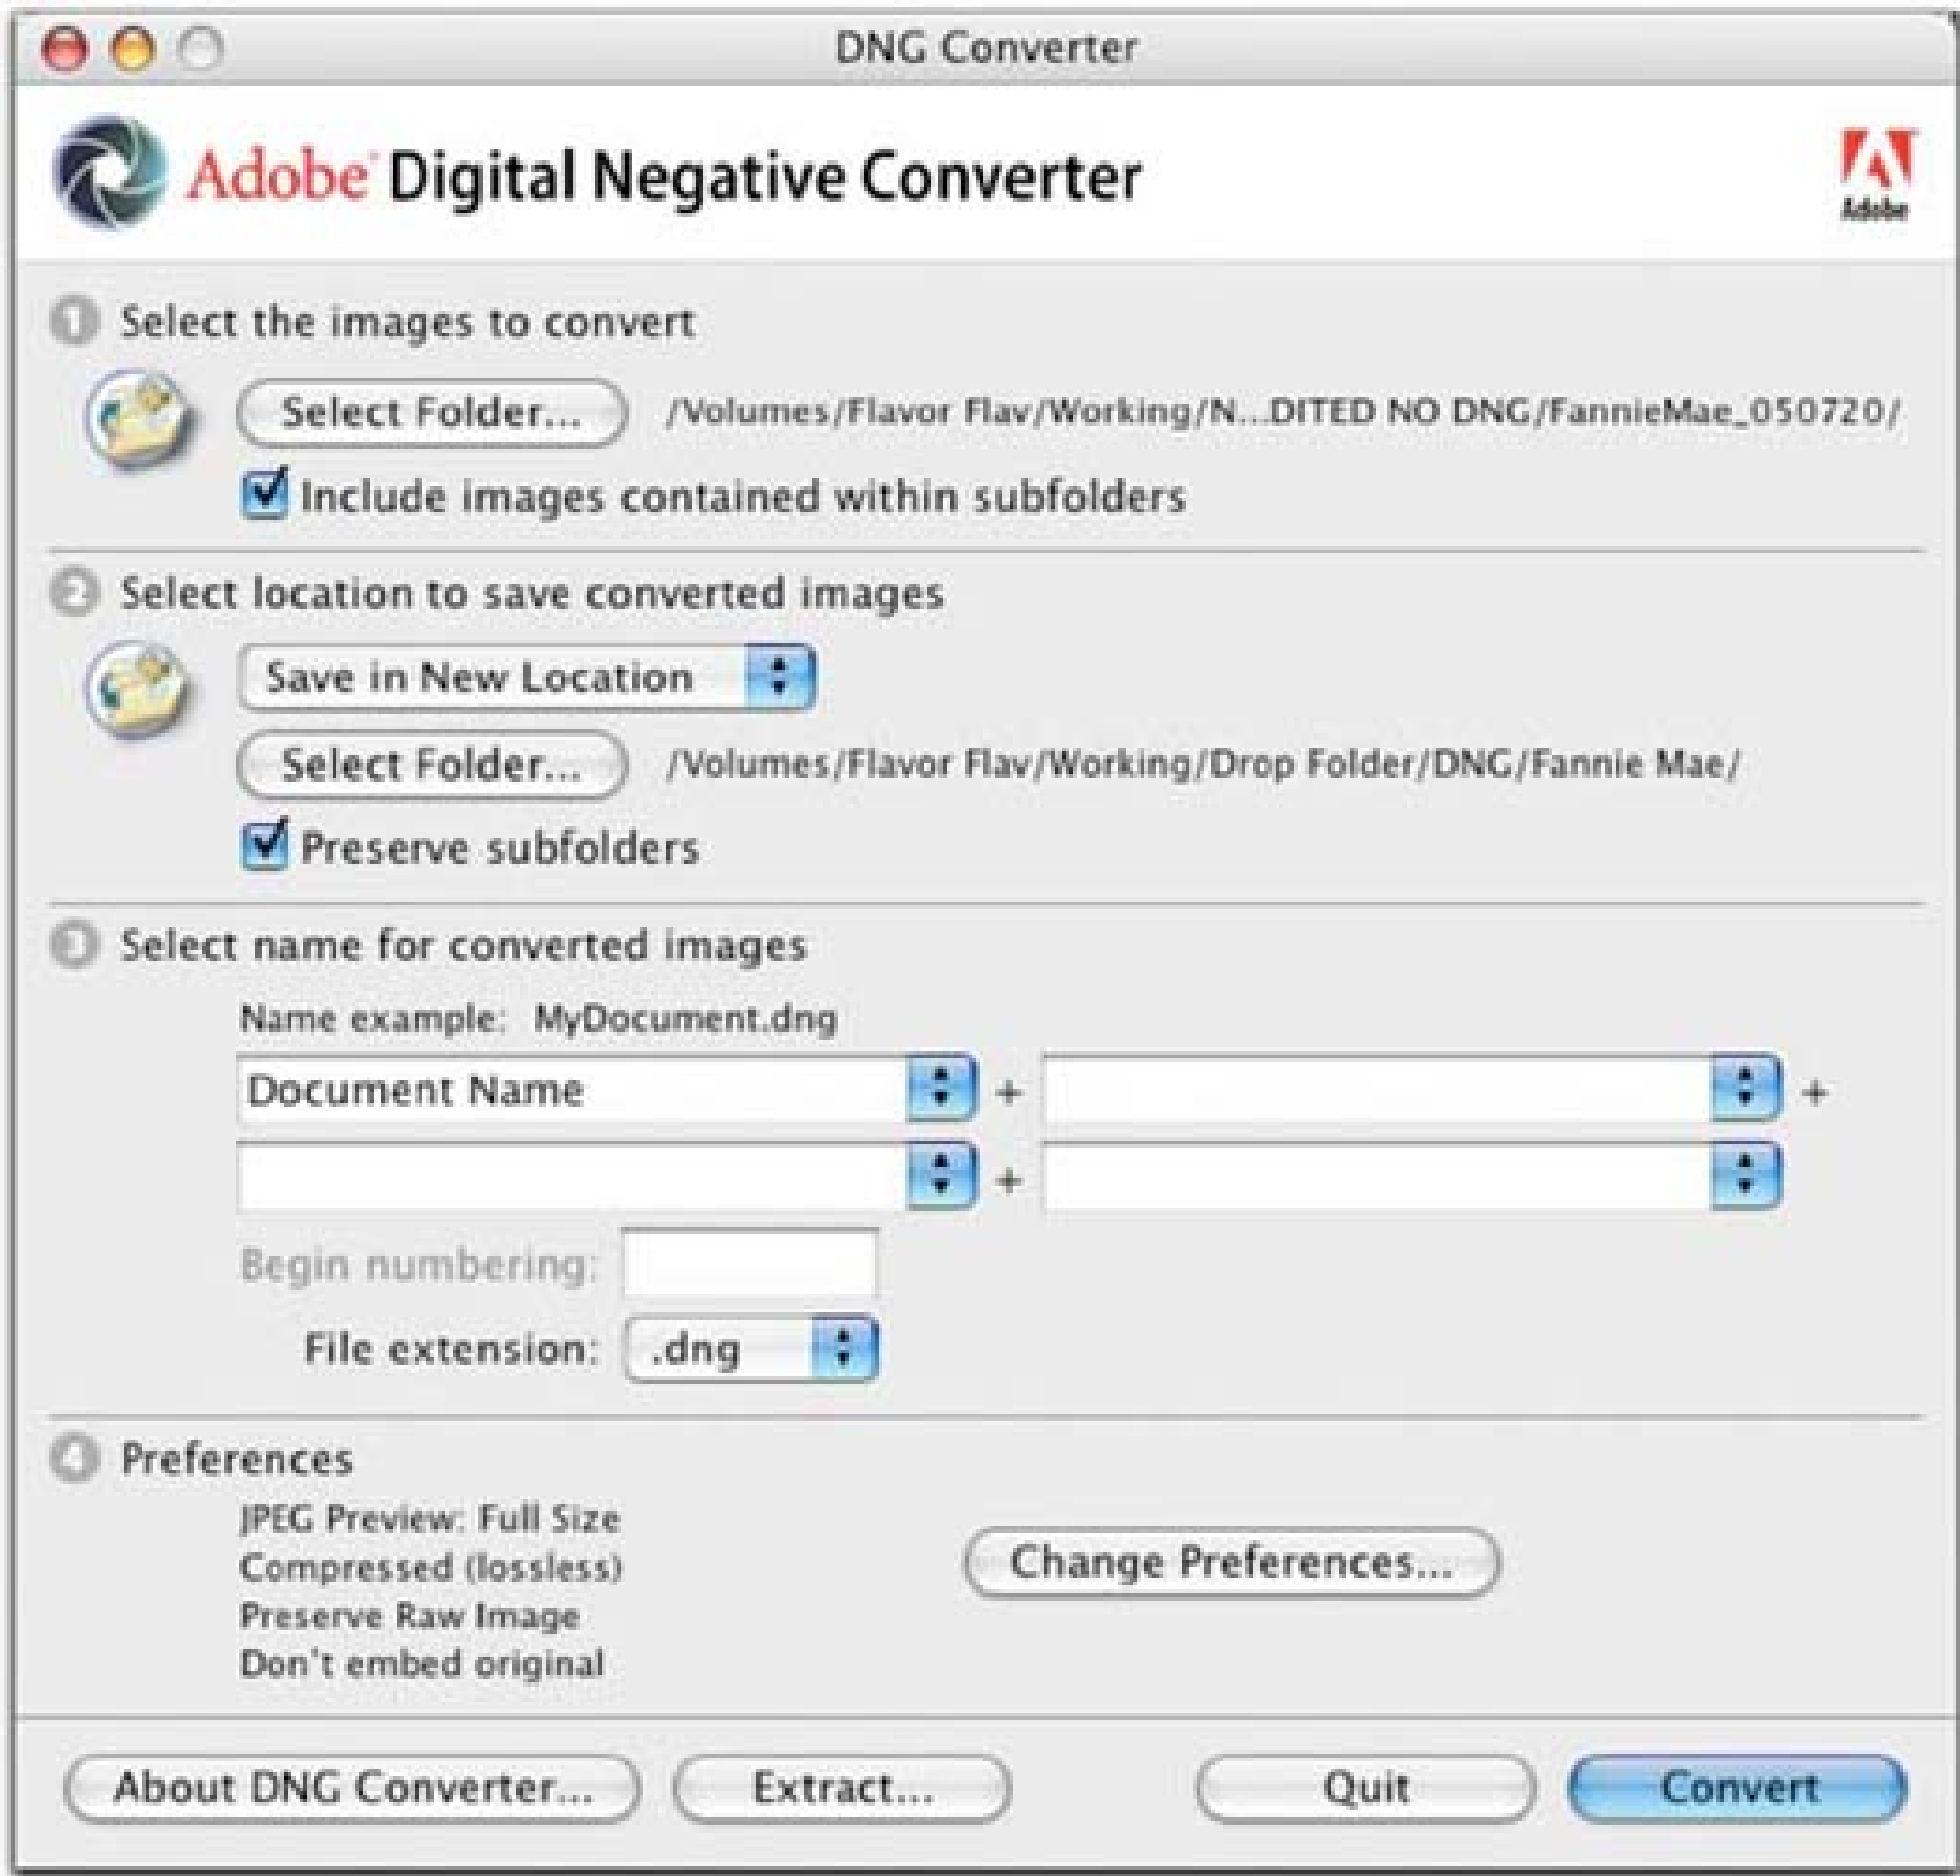 DNG Converter
Adobe Digital Negative Converter
Adobe
1 Select the images to convert
Select Folder... /Volumes/Flavor Flav/Working/N...DITED NO DNG/FannieMae_050720/
Include images contained within subfolders
2 Select location to save converted images
Save in New Location
Select Folder... /Volumes/Flavor Flav/Working/Drop Folder/DNG/Fannie Mae/
Preserve subfolders
3 Select name for converted images
Name example: MyDocument.dng
Document Name + +
+
Begin numbering:
File extension: .dng
4 Preferences
JPEG Preview: Full Size
Compressed (lossless)
Change Preferences...
Preserve Raw Image
Don't embed original
About DNG Converter... Extract... Quit Convert